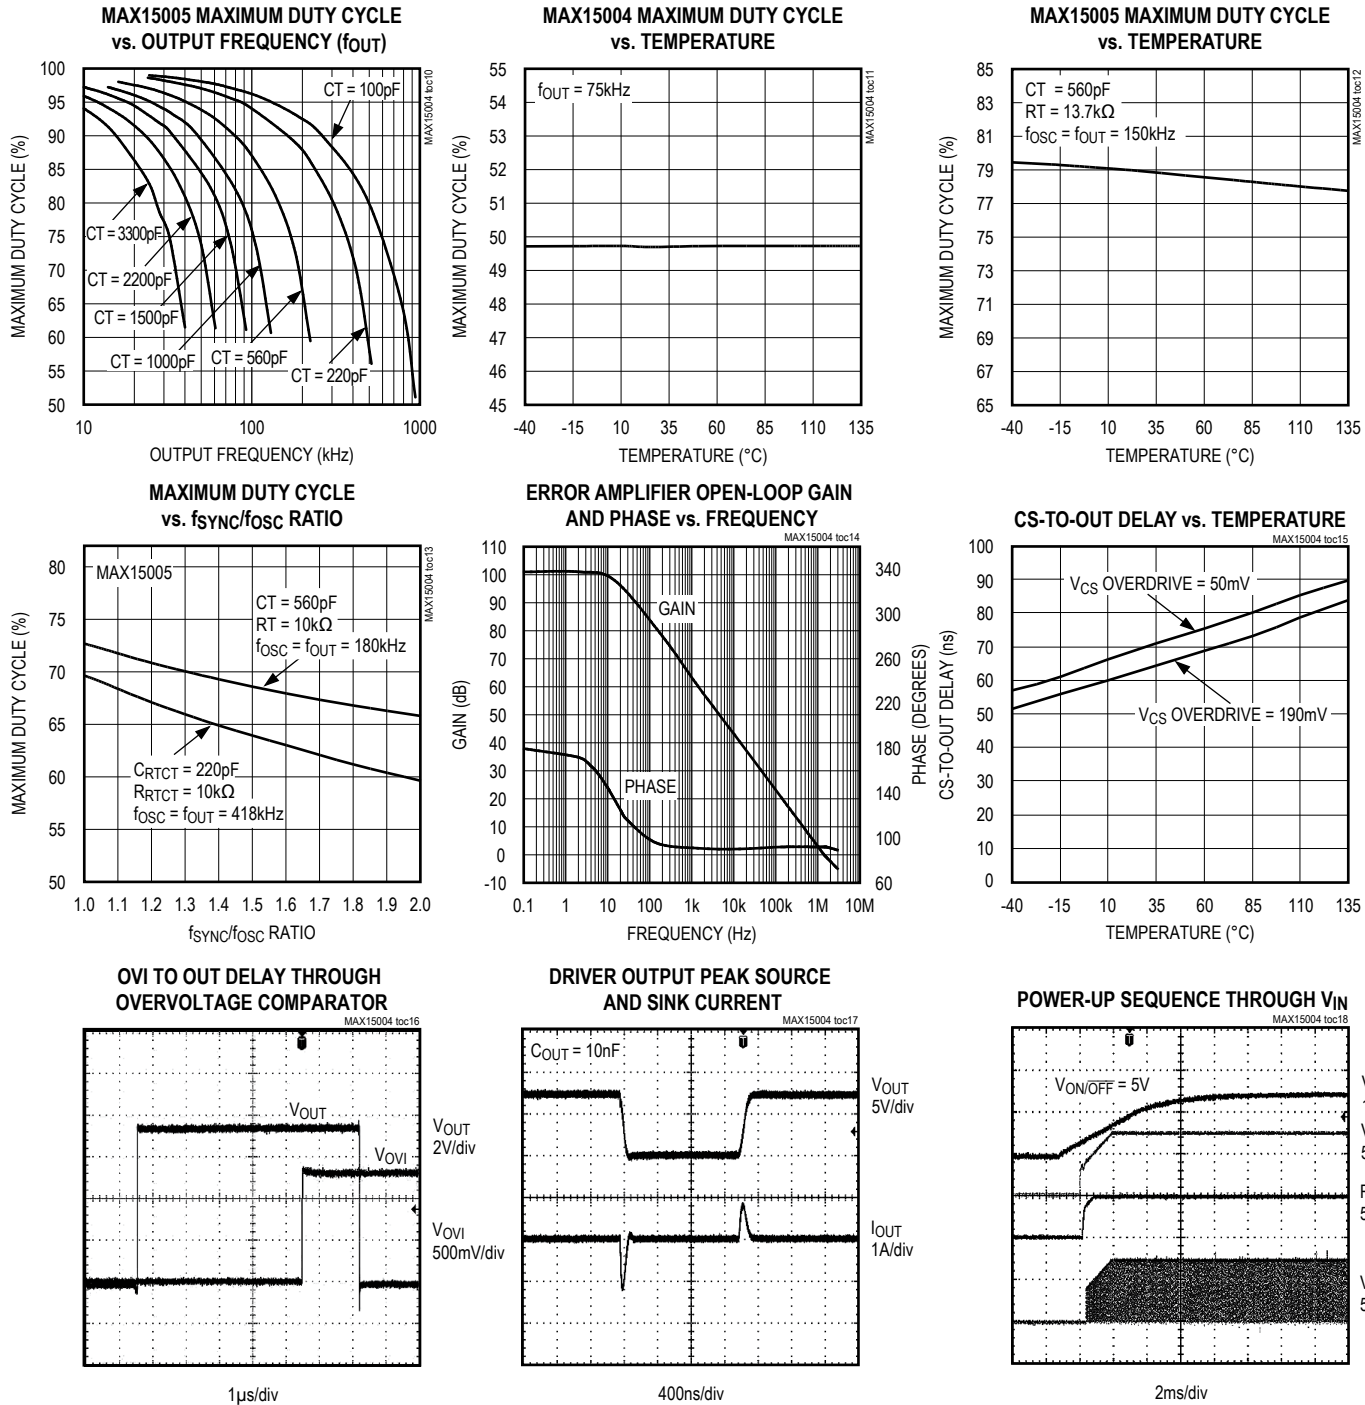 MAX15005 MAXIMUM DUTY CYCLE
vs. OUTPUT FREQUENCY (fOUT)
MAX15004 toc10
MAXIMUM DUTY CYCLE (%)
100
95
90
85
80
75
70
65
60
55
50
CT = 100pF
CT = 3300pF
CT = 2200pF
CT = 1500pF
CT = 1000pF
CT = 560pF
CT = 220pF
10 100 1000
OUTPUT FREQUENCY (kHz)
MAX15004 MAXIMUM DUTY CYCLE
vs. TEMPERATURE
MAX15004 toc11
MAXIMUM DUTY CYCLE (%)
55
54
53
52
51
50
49
48
47
46
45
fOUT = 75kHz
-40 -15 10 35 60 85 110 135
TEMPERATURE (°C)
MAX15005 MAXIMUM DUTY CYCLE
vs. TEMPERATURE
MAX15004 toc12
MAXIMUM DUTY CYCLE (%)
85
83
81
79
77
75
73
71
69
67
65
CT = 560pF
RT = 13.7kΩ
fOSC = fOUT = 150kHz
-40 -15 10 35 60 85 110 135
TEMPERATURE (°C)
MAXIMUM DUTY CYCLE
vs. fSYNC/fOSC RATIO
MAX15004 toc13
MAXIMUM DUTY CYCLE (%)
80
75
70
65
60
55
50
MAX15005
CT = 560pF
RT = 10kΩ
fOSC = fOUT = 180kHz
CRTCT = 220pF
RRTCT = 10kΩ
fOSC = fOUT = 418kHz
1.0 1.1 1.2 1.3 1.4 1.5 1.6 1.7 1.8 1.9 2.0
fSYNC/fOSC RATIO
ERROR AMPLIFIER OPEN-LOOP GAIN
AND PHASE vs. FREQUENCY
MAX15004 toc14
GAIN (dB)
110
100
90
80
70
60
50
40
30
20
10
0
-10
GAIN
PHASE
340
300
260
220
180
140
100
60
PHASE (DEGREES)
0.1 1 10 100 1k 10k 100k 1M 10M
FREQUENCY (Hz)
CS-TO-OUT DELAY vs. TEMPERATURE
MAX15004 toc15
CS-TO-OUT DELAY (ns)
100
90
80
70
60
50
40
30
20
10
0
VCS OVERDRIVE = 50mV
VCS OVERDRIVE = 190mV
-40 -15 10 35 60 85 110 135
TEMPERATURE (°C)
OVI TO OUT DELAY THROUGH
OVERVOLTAGE COMPARATOR
MAX15004 toc16
VOUT
VOVI
VOUT
2V/div
VOVI
500mV/div
1µs/div
DRIVER OUTPUT PEAK SOURCE
AND SINK CURRENT
MAX15004 toc17
COUT = 10nF
VOUT
5V/div
IOUT
1A/div
400ns/div
POWER-UP SEQUENCE THROUGH VIN
MAX15004 toc18
VON/OFF = 5V
2ms/div